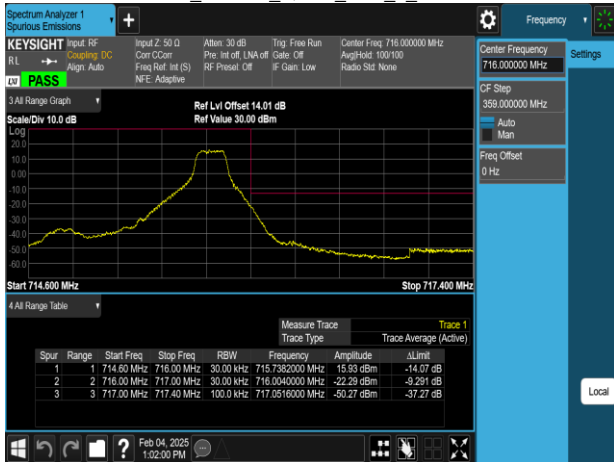 Spectrum Analyzer 1
Spurious Emissions
Frequency
KEYSIGHT Input: RF Input Z: 50 Ω Atten: 30 dB Trig: Free Run Center Freq: 716.000000 MHz
RL Coupling: DC Corr CCorr Pre: Int off, LNA off Gate: Off Avg|Hold: 100/100
Align: Auto Freq Ref: Int (S) RF Preset: Off IF Gain: Low Radio Std: None
NFE: Adaptive
LXI PASS
Center Frequency
716.000000 MHz
Settings
CF Step
359.000000 MHz
Auto
Man
Freq Offset
0 Hz
Local
3 All Range Graph
Ref Lvl Offset 14.01 dB
Scale/Div 10.0 dB Ref Value 30.00 dBm
Log
20.0
10.0
0.00
-10.0
-20.0
-30.0
-40.0
-50.0
-60.0
Start 714.600 MHz Stop 717.400 MHz
4 All Range Table
Measure Trace Trace 1
Trace Type Trace Average (Active)
Spur Range Start Freq Stop Freq RBW Frequency Amplitude ΔLimit
1 1 714.60 MHz 716.00 MHz 30.00 kHz 715.7382000 MHz 15.93 dBm -14.07 dB
2 2 716.00 MHz 717.00 MHz 30.00 kHz 716.0040000 MHz -22.29 dBm -9.291 dB
3 3 717.00 MHz 717.40 MHz 100.0 kHz 717.0516000 MHz -50.27 dBm -37.27 dB
Feb 04, 2025
1:02:00 PM